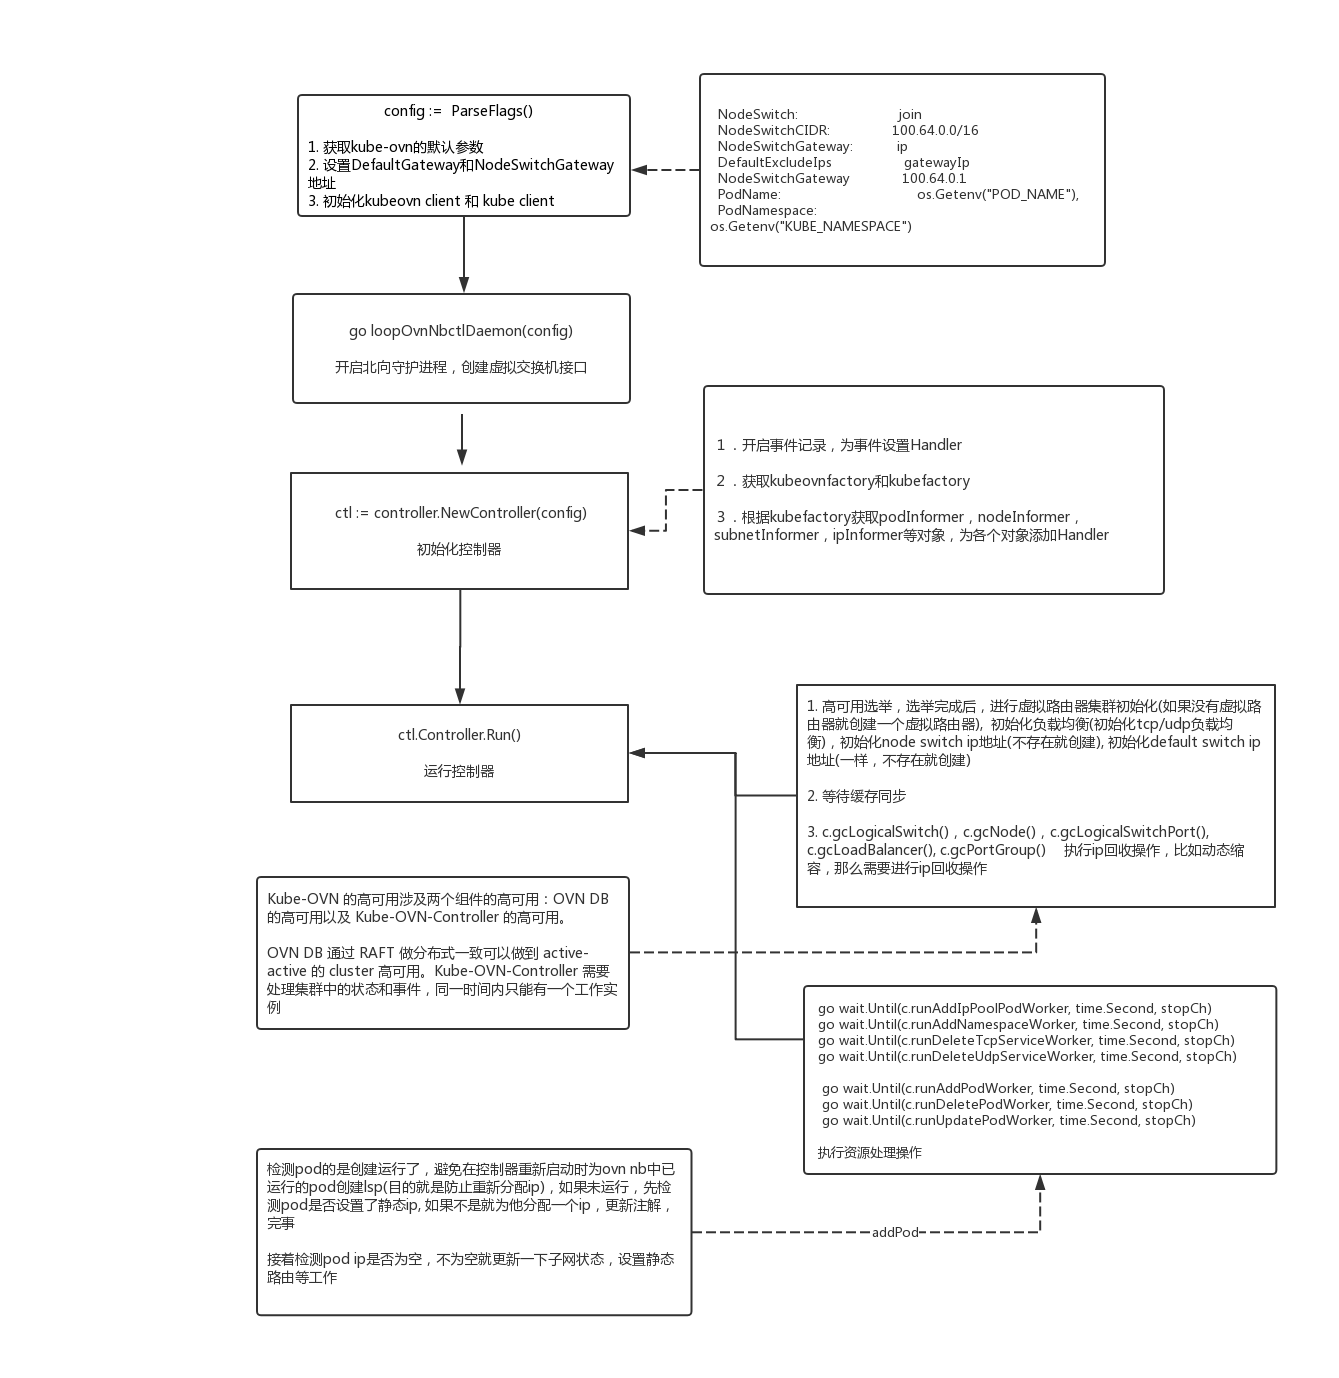 config :=  ParseFlags()
1. 获取kube-ovn的默认参数
2. 设置DefaultGateway和NodeSwitchGateway
地址
3. 初始化kubeovn client 和 kube client
NodeSwitch: join
NodeSwitchCIDR: 100.64.0.0/16
NodeSwitchGateway: ip
DefaultExcludeIps gatewayIp
NodeSwitchGateway 100.64.0.1
PodName: os.Getenv("POD_NAME"),
PodNamespace:
os.Getenv("KUBE_NAMESPACE")
go loopOvnNbctlDaemon(config)
开启北向守护进程，创建虚拟交换机接口
１．开启事件记录，为事件设置Handler
２．获取kubeovnfactory和kubefactory
３．根据kubefactory获取podInformer，nodeInformer，
subnetInformer，ipInformer等对象，为各个对象添加Handler
ctl := controller.NewController(config)
初始化控制器
ctl.Controller.Run()
运行控制器
1. 高可用选举，选举完成后，进行虚拟路由器集群初始化(如果没有虚拟路
由器就创建一个虚拟路由器),  初始化负载均衡(初始化tcp/udp负载均
衡)，初始化node switch ip地址(不存在就创建), 初始化default switch ip
地址(一样，不存在就创建)
2. 等待缓存同步
3. c.gcLogicalSwitch()，c.gcNode()，c.gcLogicalSwitchPort(),
c.gcLoadBalancer(), c.gcPortGroup()    执行ip回收操作，比如动态缩
容，那么需要进行ip回收操作
Kube-OVN 的高可用涉及两个组件的高可用：OVN DB
的高可用以及 Kube-OVN-Controller 的高可用。
OVN DB 通过 RAFT 做分布式一致可以做到 active-
active 的 cluster 高可用。Kube-OVN-Controller 需要
处理集群中的状态和事件，同一时间内只能有一个工作实
例
go wait.Until(c.runAddIpPoolPodWorker, time.Second, stopCh)
go wait.Until(c.runAddNamespaceWorker, time.Second, stopCh)
go wait.Until(c.runDeleteTcpServiceWorker, time.Second, stopCh)
go wait.Until(c.runDeleteUdpServiceWorker, time.Second, stopCh)
go wait.Until(c.runAddPodWorker, time.Second, stopCh)
go wait.Until(c.runDeletePodWorker, time.Second, stopCh)
go wait.Until(c.runUpdatePodWorker, time.Second, stopCh)
执行资源处理操作
检测pod的是创建运行了，避免在控制器重新启动时为ovn nb中已
运行的pod创建lsp(目的就是防止重新分配ip)，如果未运行，先检
测pod是否设置了静态ip, 如果不是就为他分配一个ip，更新注解，
完事
接着检测pod ip是否为空，不为空就更新一下子网状态，设置静态
路由等工作
addPod